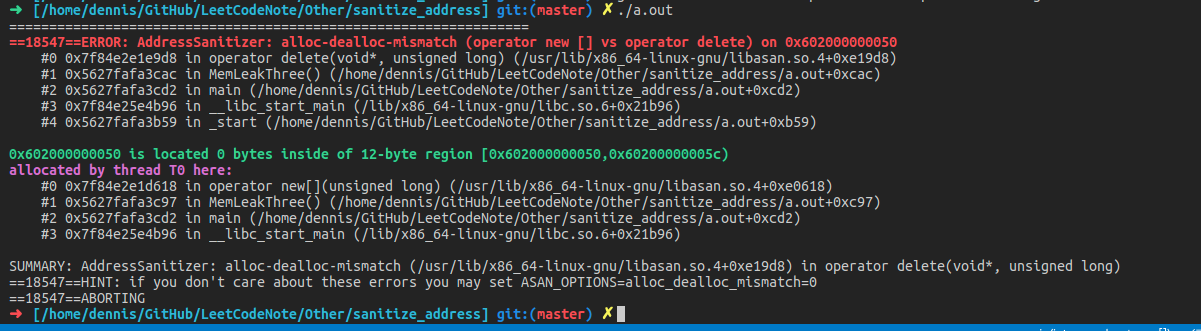 ➜ [/home/dennis/GitHub/LeetCodeNote/Other/sanitize_address] git:(master) ✗ ./a.out
=================================================================
==18547==ERROR: AddressSanitizer: alloc-dealloc-mismatch (operator new [] vs operator delete) on 0x602000000050
#0 0x7f84e2e1e9d8 in operator delete(void*, unsigned long) (/usr/lib/x86_64-linux-gnu/libasan.so.4+0xe19d8)
#1 0x5627fafa3cac in MemLeakThree() (/home/dennis/GitHub/LeetCodeNote/Other/sanitize_address/a.out+0xcac)
#2 0x5627fafa3cd2 in main (/home/dennis/GitHub/LeetCodeNote/Other/sanitize_address/a.out+0xcd2)
#3 0x7f84e25e4b96 in __libc_start_main (/lib/x86_64-linux-gnu/libc.so.6+0x21b96)
#4 0x5627fafa3b59 in _start (/home/dennis/GitHub/LeetCodeNote/Other/sanitize_address/a.out+0xb59)
0x602000000050 is located 0 bytes inside of 12-byte region [0x602000000050,0x60200000005c)
allocated by thread T0 here:
#0 0x7f84e2e1d618 in operator new[](unsigned long) (/usr/lib/x86_64-linux-gnu/libasan.so.4+0xe0618)
#1 0x5627fafa3c97 in MemLeakThree() (/home/dennis/GitHub/LeetCodeNote/Other/sanitize_address/a.out+0xc97)
#2 0x5627fafa3cd2 in main (/home/dennis/GitHub/LeetCodeNote/Other/sanitize_address/a.out+0xcd2)
#3 0x7f84e25e4b96 in __libc_start_main (/lib/x86_64-linux-gnu/libc.so.6+0x21b96)
SUMMARY: AddressSanitizer: alloc-dealloc-mismatch (/usr/lib/x86_64-linux-gnu/libasan.so.4+0xe19d8) in operator delete(void*, unsigned long)
==18547==HINT: if you don't care about these errors you may set ASAN_OPTIONS=alloc_dealloc_mismatch=0
==18547==ABORTING
➜ [/home/dennis/GitHub/LeetCodeNote/Other/sanitize_address] git:(master) ✗